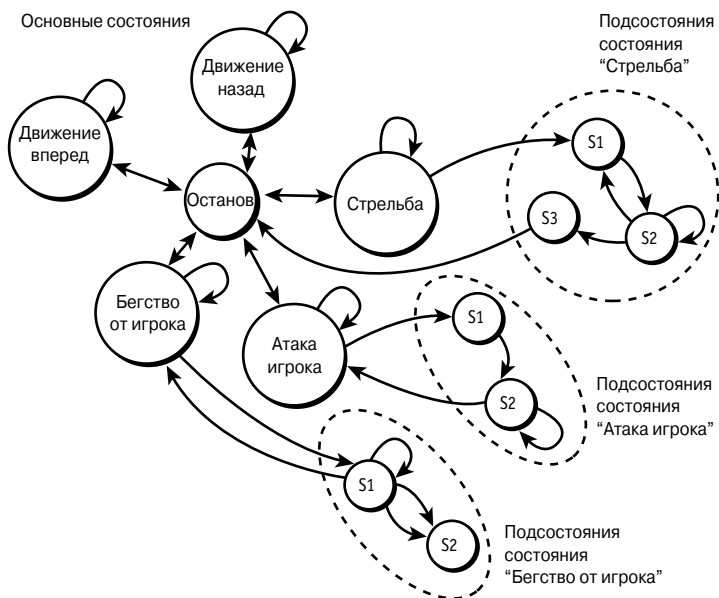 Основные состояния
Подсостояния
состояния
“Стрельба”
Движение
назад
Движение
вперед
S1
Останов
Стрельба
S3
S2
Бегство
от игрока
S1
Атака
игрока
Подсостояния
состояния
“Атака игрока”
S2
S1
S2
Подсостояния
состояния
“Бегство от игрока”